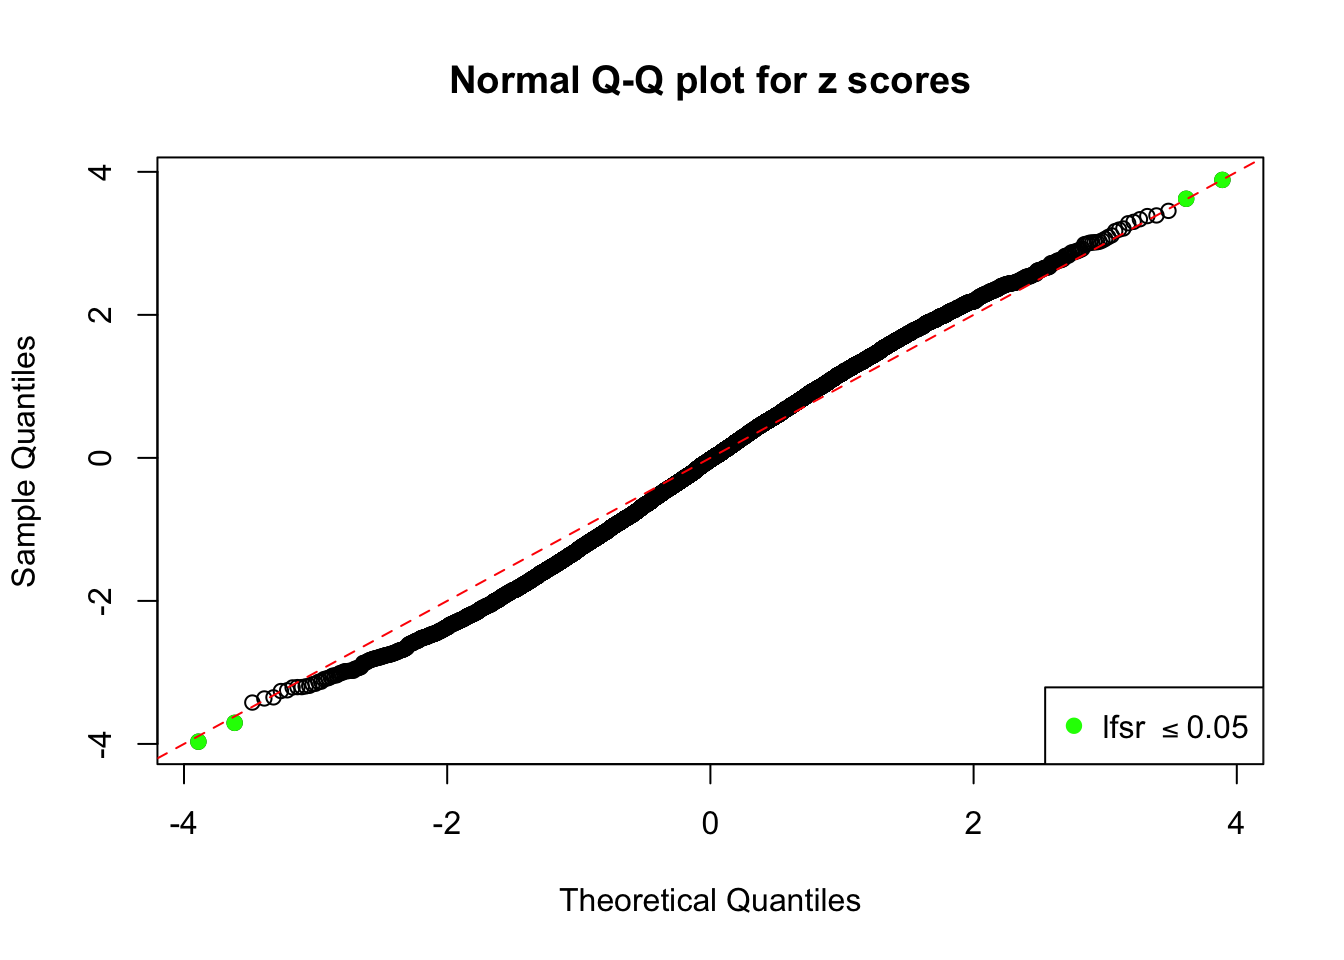 Normal Q-Q plot for z scores
Sample Quantiles
4
2
0
-2
-4
lfsr ≤ 0.05
-4 -2 0 2 4
Theoretical Quantiles